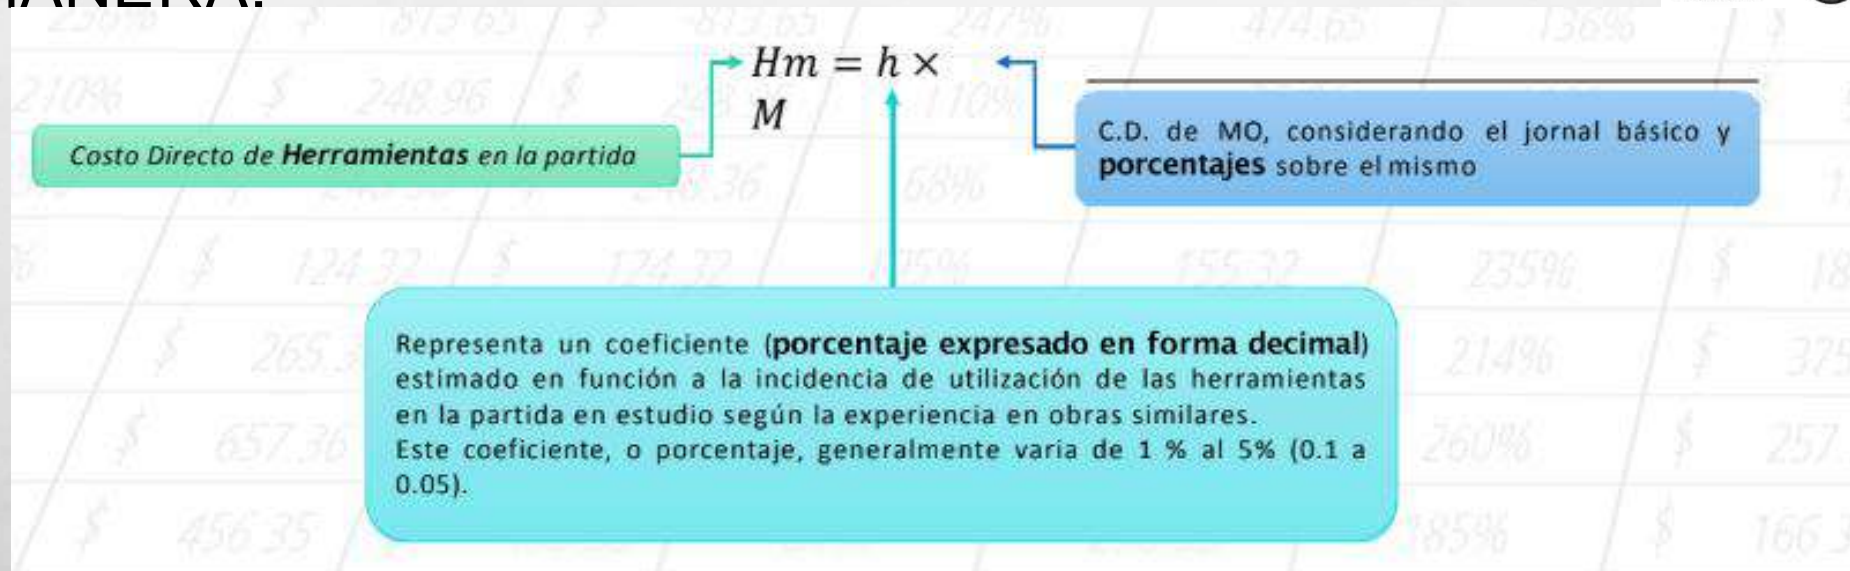 Hm = h ×
M
Costo Directo de Herramientas en la partida
C.D. de MO, considerando el jornal básico y
porcentajes sobre el mismo
Representa un coeficiente (porcentaje expresado en forma decimal)
estimado en función a la incidencia de utilización de las herramientas
en la partida en estudio según la experiencia en obras similares.
Este coeficiente, o porcentaje, generalmente varia de 1 % al 5% (0.1 a
0.05).